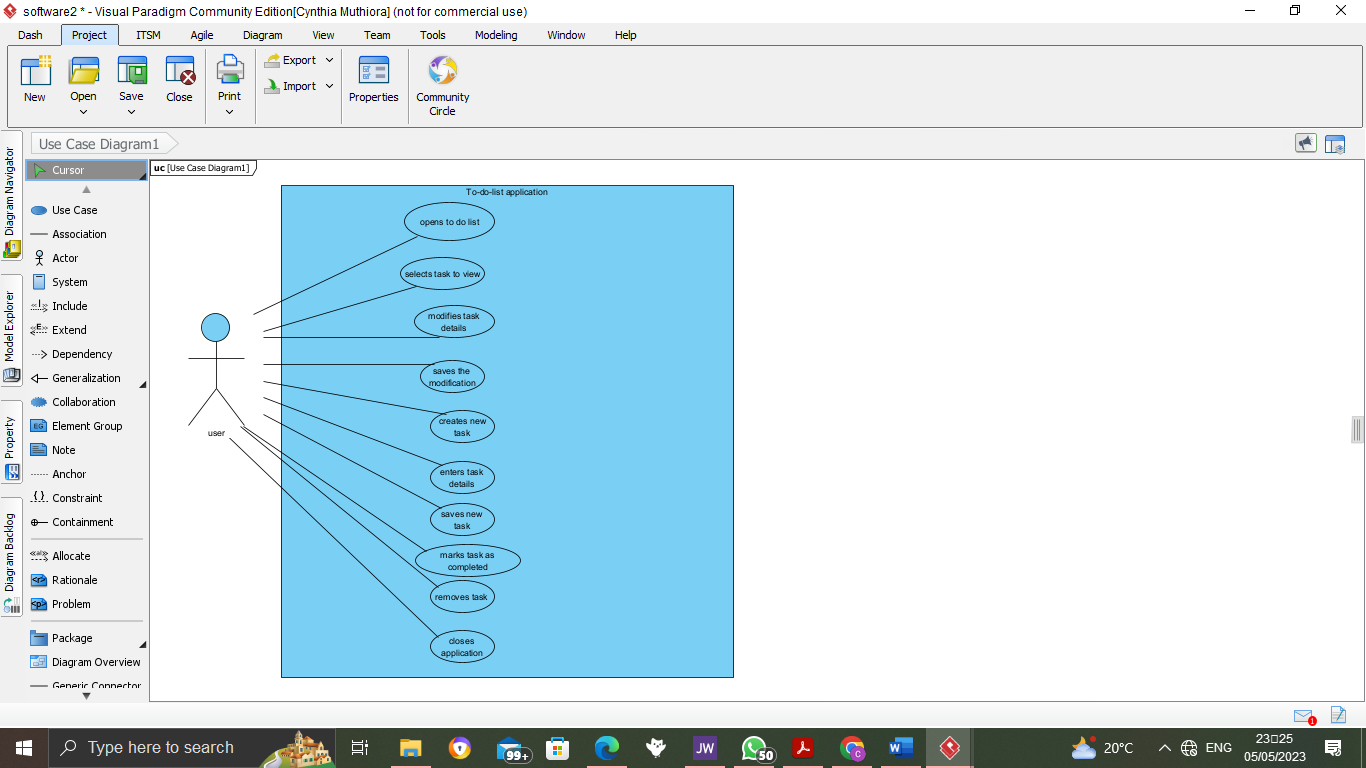 software2 * - Visual Paradigm Community Edition[Cynthia Muthiora] (not for commercial use)
Dash Project ITSM Agile Diagram View Team Tools Modeling Window Help
New Open Save Close Print Export Import Properties Community Circle
Use Case Diagram1
Diagram Navigator
Model Explorer
Property
Diagram Backlog
Cursor
Use Case
Association
Actor
System
Include
Extend
Dependency
Generalization
Collaboration
Element Group
Note
Anchor
Constraint
Containment
Allocate
Rationale
Problem
Package
Diagram Overview
Generic Connector
uc [Use Case Diagram1]
To-do-list application
opens to do list
selects task to view
modifies task
details
saves the
modification
creates new
task
enters task
details
saves new
task
marks task as
completed
removes task
closes
application
user
1
Type here to search
99+
JW
50
C
20°C
ENG
23□25
05/05/2023